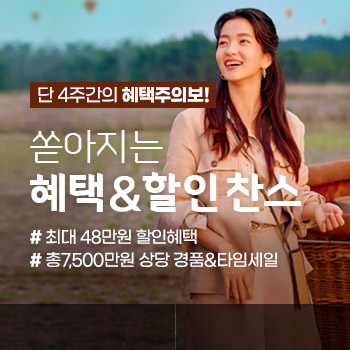 단 4주간의 혜택주의보!
쏟아지는
혜택&할인 찬스
# 최대 48만원 할인혜택
# 총7,500만원 상당 경품&타임세일